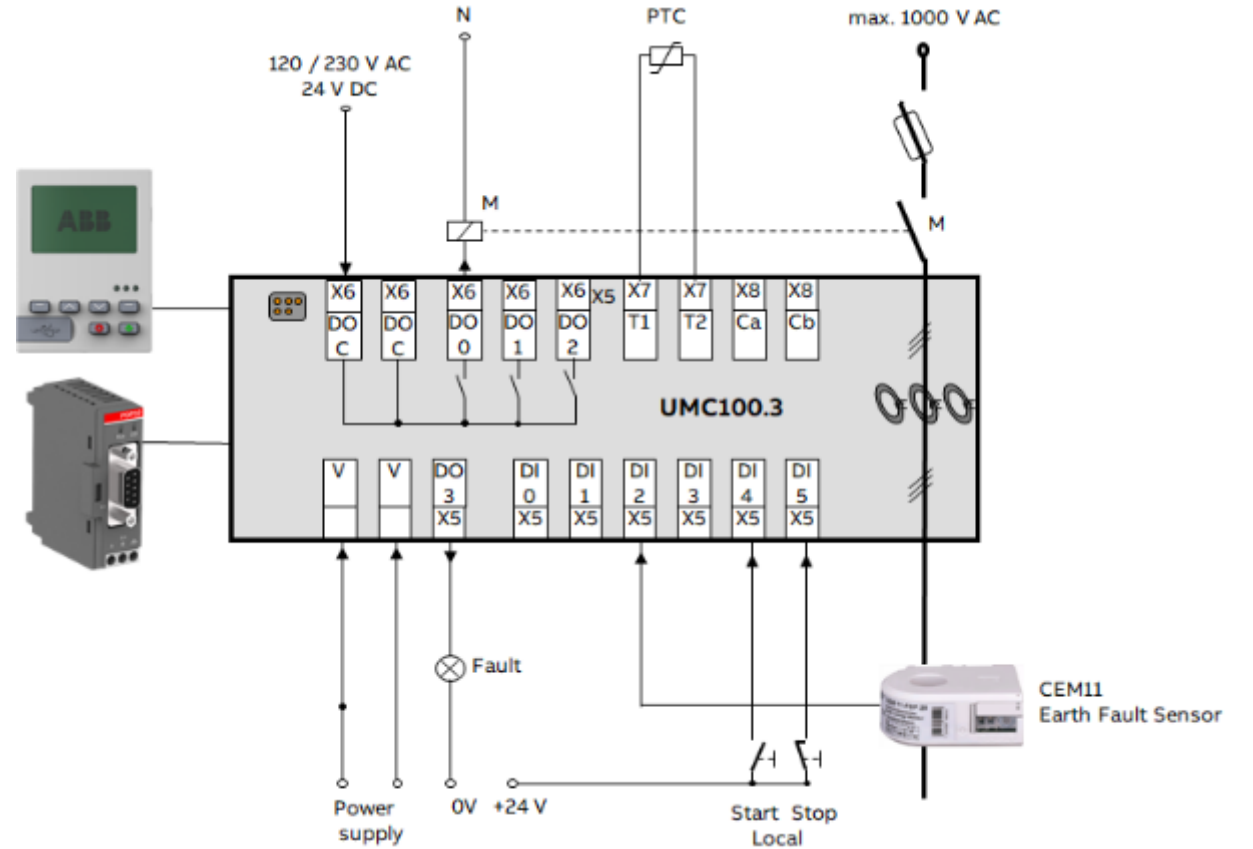 N
PTC
max. 1000 V AC
120 / 230 V AC
24 V DC
ABB
M
M
X6
X6
X6
X6
X6
X5
X7
X7
X8
X8
DO
C
DO
C
DO
0
DO
1
DO
2
T1
T2
Ca
Cb
UMC100.3
V
V
DO
3
X5
DI
0
X5
DI
1
X5
DI
2
X5
DI
3
X5
DI
4
X5
DI
5
X5
Fault
CEM11
Earth Fault Sensor
Power
supply
0V
+24 V
Start Stop
Local